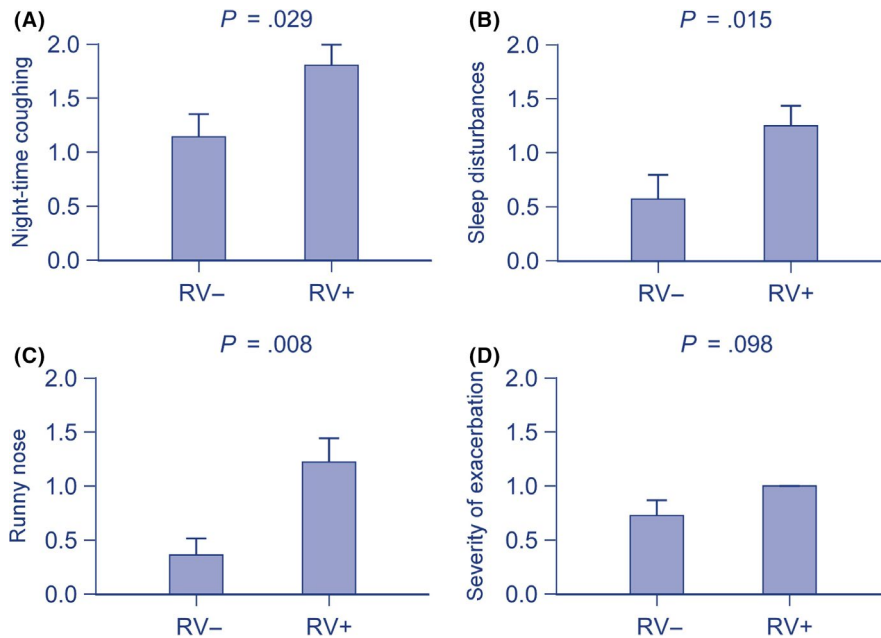 (A)
P = .029
Night-time coughing
2.0
1.5
1.0
0.5
0.0
RV–
RV+
(B)
P = .015
Sleep disturbances
2.0
1.5
1.0
0.5
0.0
RV–
RV+
(C)
P = .008
Runny nose
2.0
1.5
1.0
0.5
0.0
RV–
RV+
(D)
P = .098
Severity of exacerbation
2.0
1.5
1.0
0.5
0.0
RV–
RV+